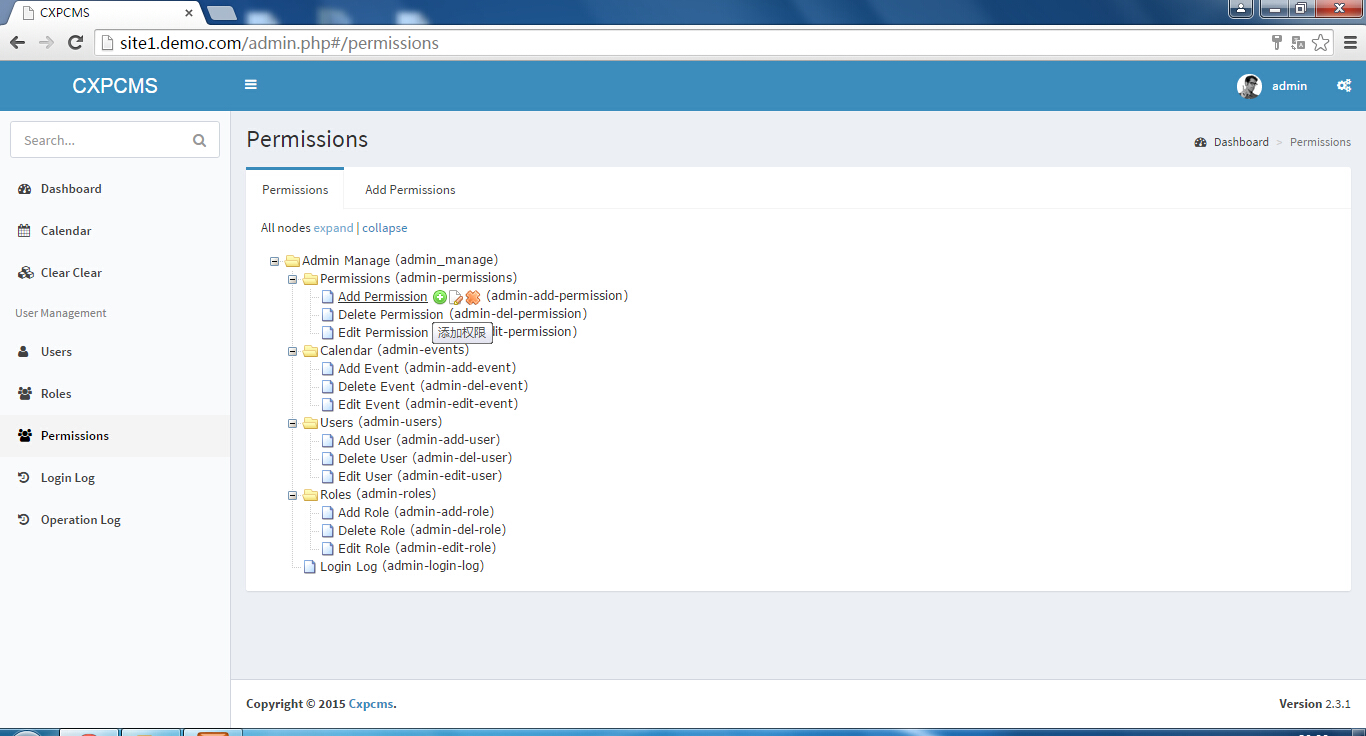 CXPCMS
site1.demo.com/admin.php#/permissions
CXPCMS
admin
Search...
Permissions
Dashboard > Permissions
Dashboard
Calendar
Clear Clear
User Management
Users
Roles
Permissions
Login Log
Operation Log
Permissions
Add Permissions
All nodes expand | collapse
Admin Manage (admin_manage)
Permissions (admin-permissions)
Add Permission (admin-add-permission)
Delete Permission (admin-del-permission)
Edit Permission lit-permission)
添加权限
Calendar (admin-events)
Add Event (admin-add-event)
Delete Event (admin-del-event)
Edit Event (admin-edit-event)
Users (admin-users)
Add User (admin-add-user)
Delete User (admin-del-user)
Edit User (admin-edit-user)
Roles (admin-roles)
Add Role (admin-add-role)
Delete Role (admin-del-role)
Edit Role (admin-edit-role)
Login Log (admin-login-log)
Copyright © 2015 Cxpcms.
Version 2.3.1